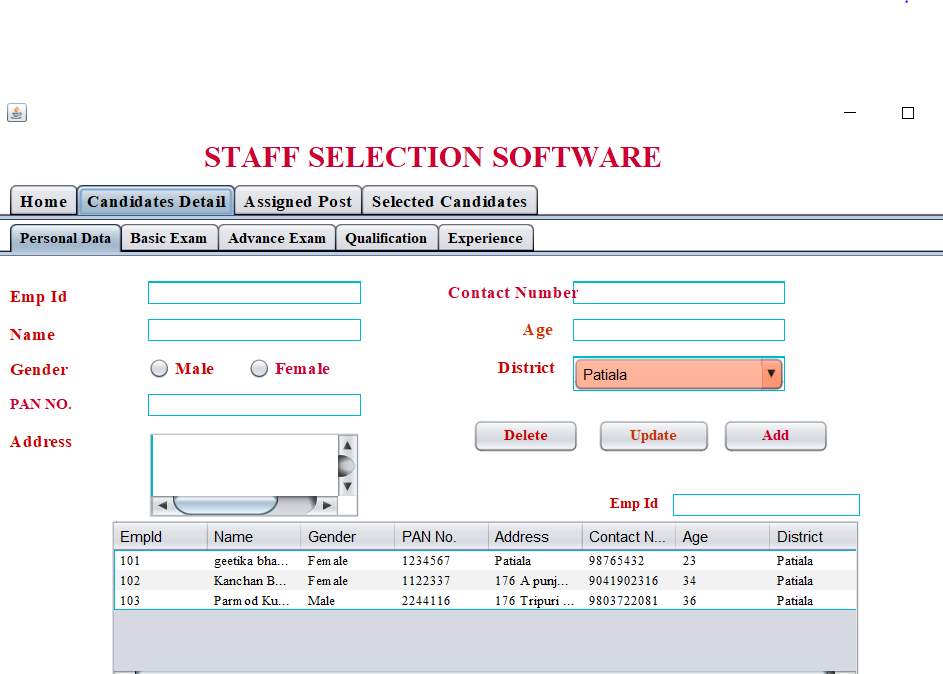 STAFF SELECTION SOFTWARE
Home Candidates Detail Assigned Post Selected Candidates
Personal Data Basic Exam Advance Exam Qualification Experience
Emp Id Contact Number
Name Age
Gender Male Female District Patiala
PAN NO.
Address Delete Update Add
Emp Id
EmpId Name Gender PAN No. Address Contact N... Age District
101 geetika bha... Female 1234567 Patiala 98765432 23 Patiala
102 Kanchan B... Female 1122337 176 A punj... 9041902316 34 Patiala
103 Parmod Ku... Male 2244116 176 Tripuri ... 9803722081 36 Patiala